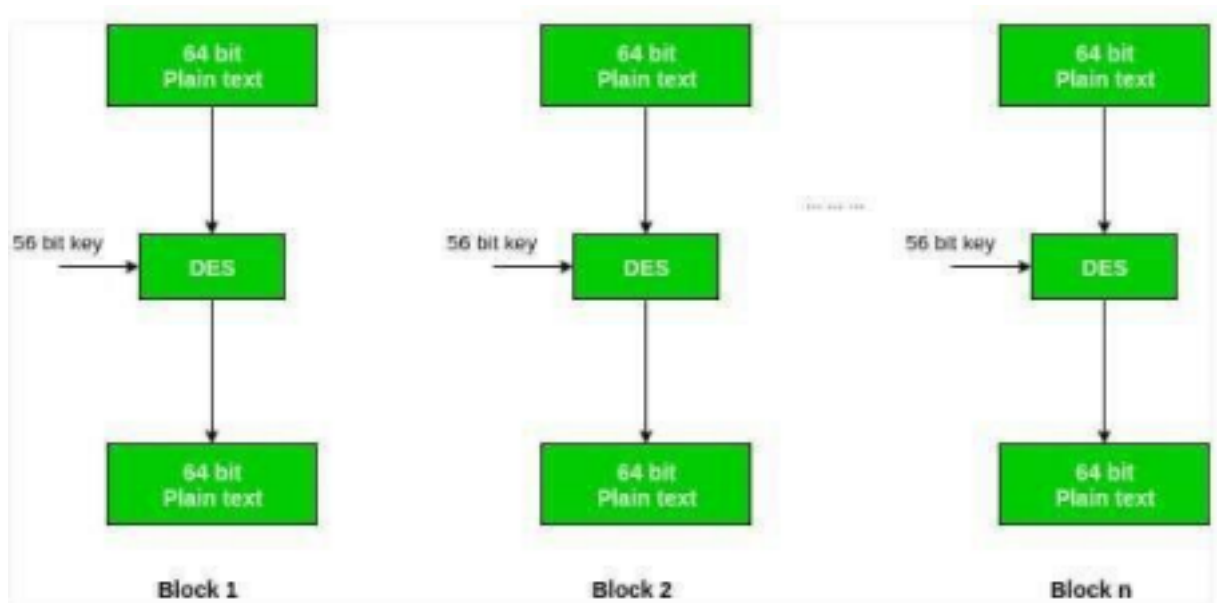 64 bit
Plain text
64 bit
Plain text
64 bit
Plain text
... ... ...
56 bit key
DES
56 bit key
DES
56 bit key
DES
64 bit
Plain text
64 bit
Plain text
64 bit
Plain text
Block 1
Block 2
Block n